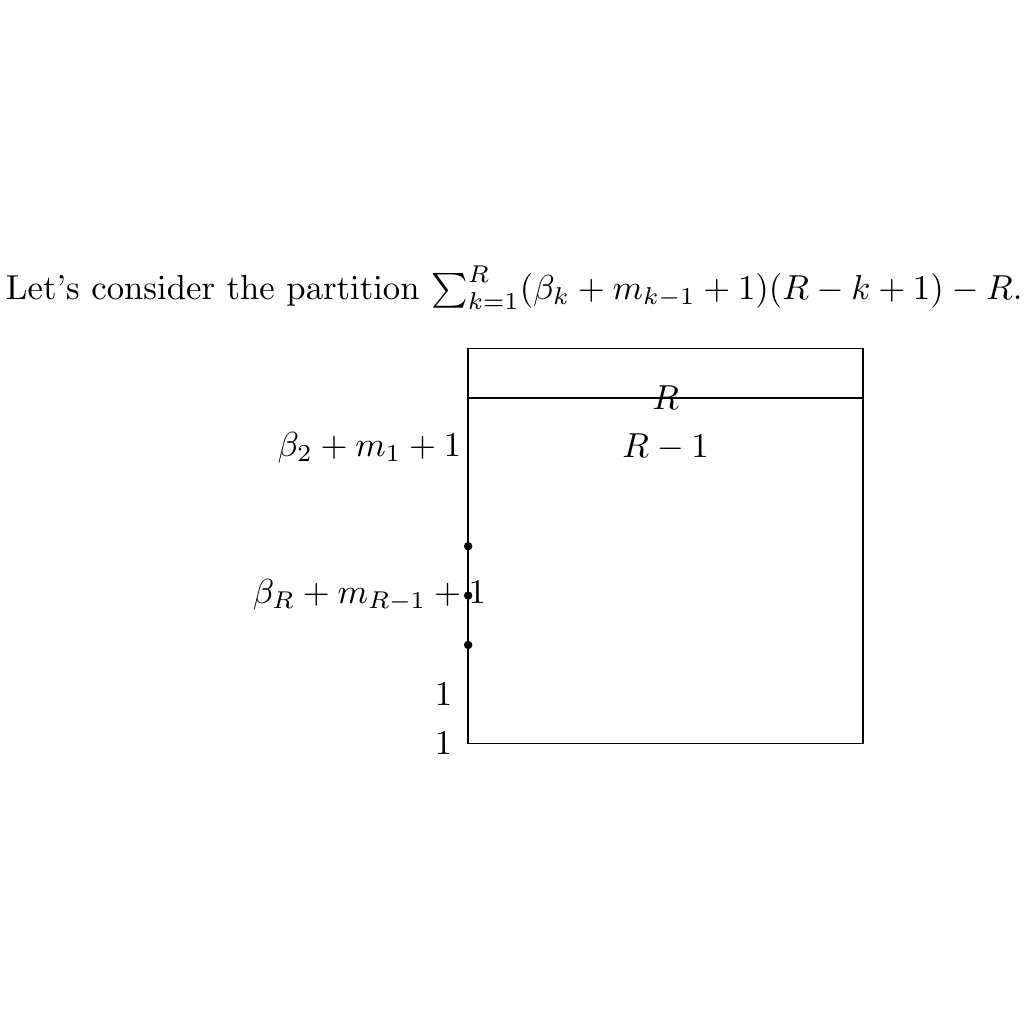 Let's consider the partition $\sum_{k=1}^{R}(\beta_k + m_{k-1} + 1)(R - k + 1) - R.$
$R$
$\beta_2 + m_1 + 1$ $R - 1$
$\beta_R + m_{R-1} + 1$
1
1